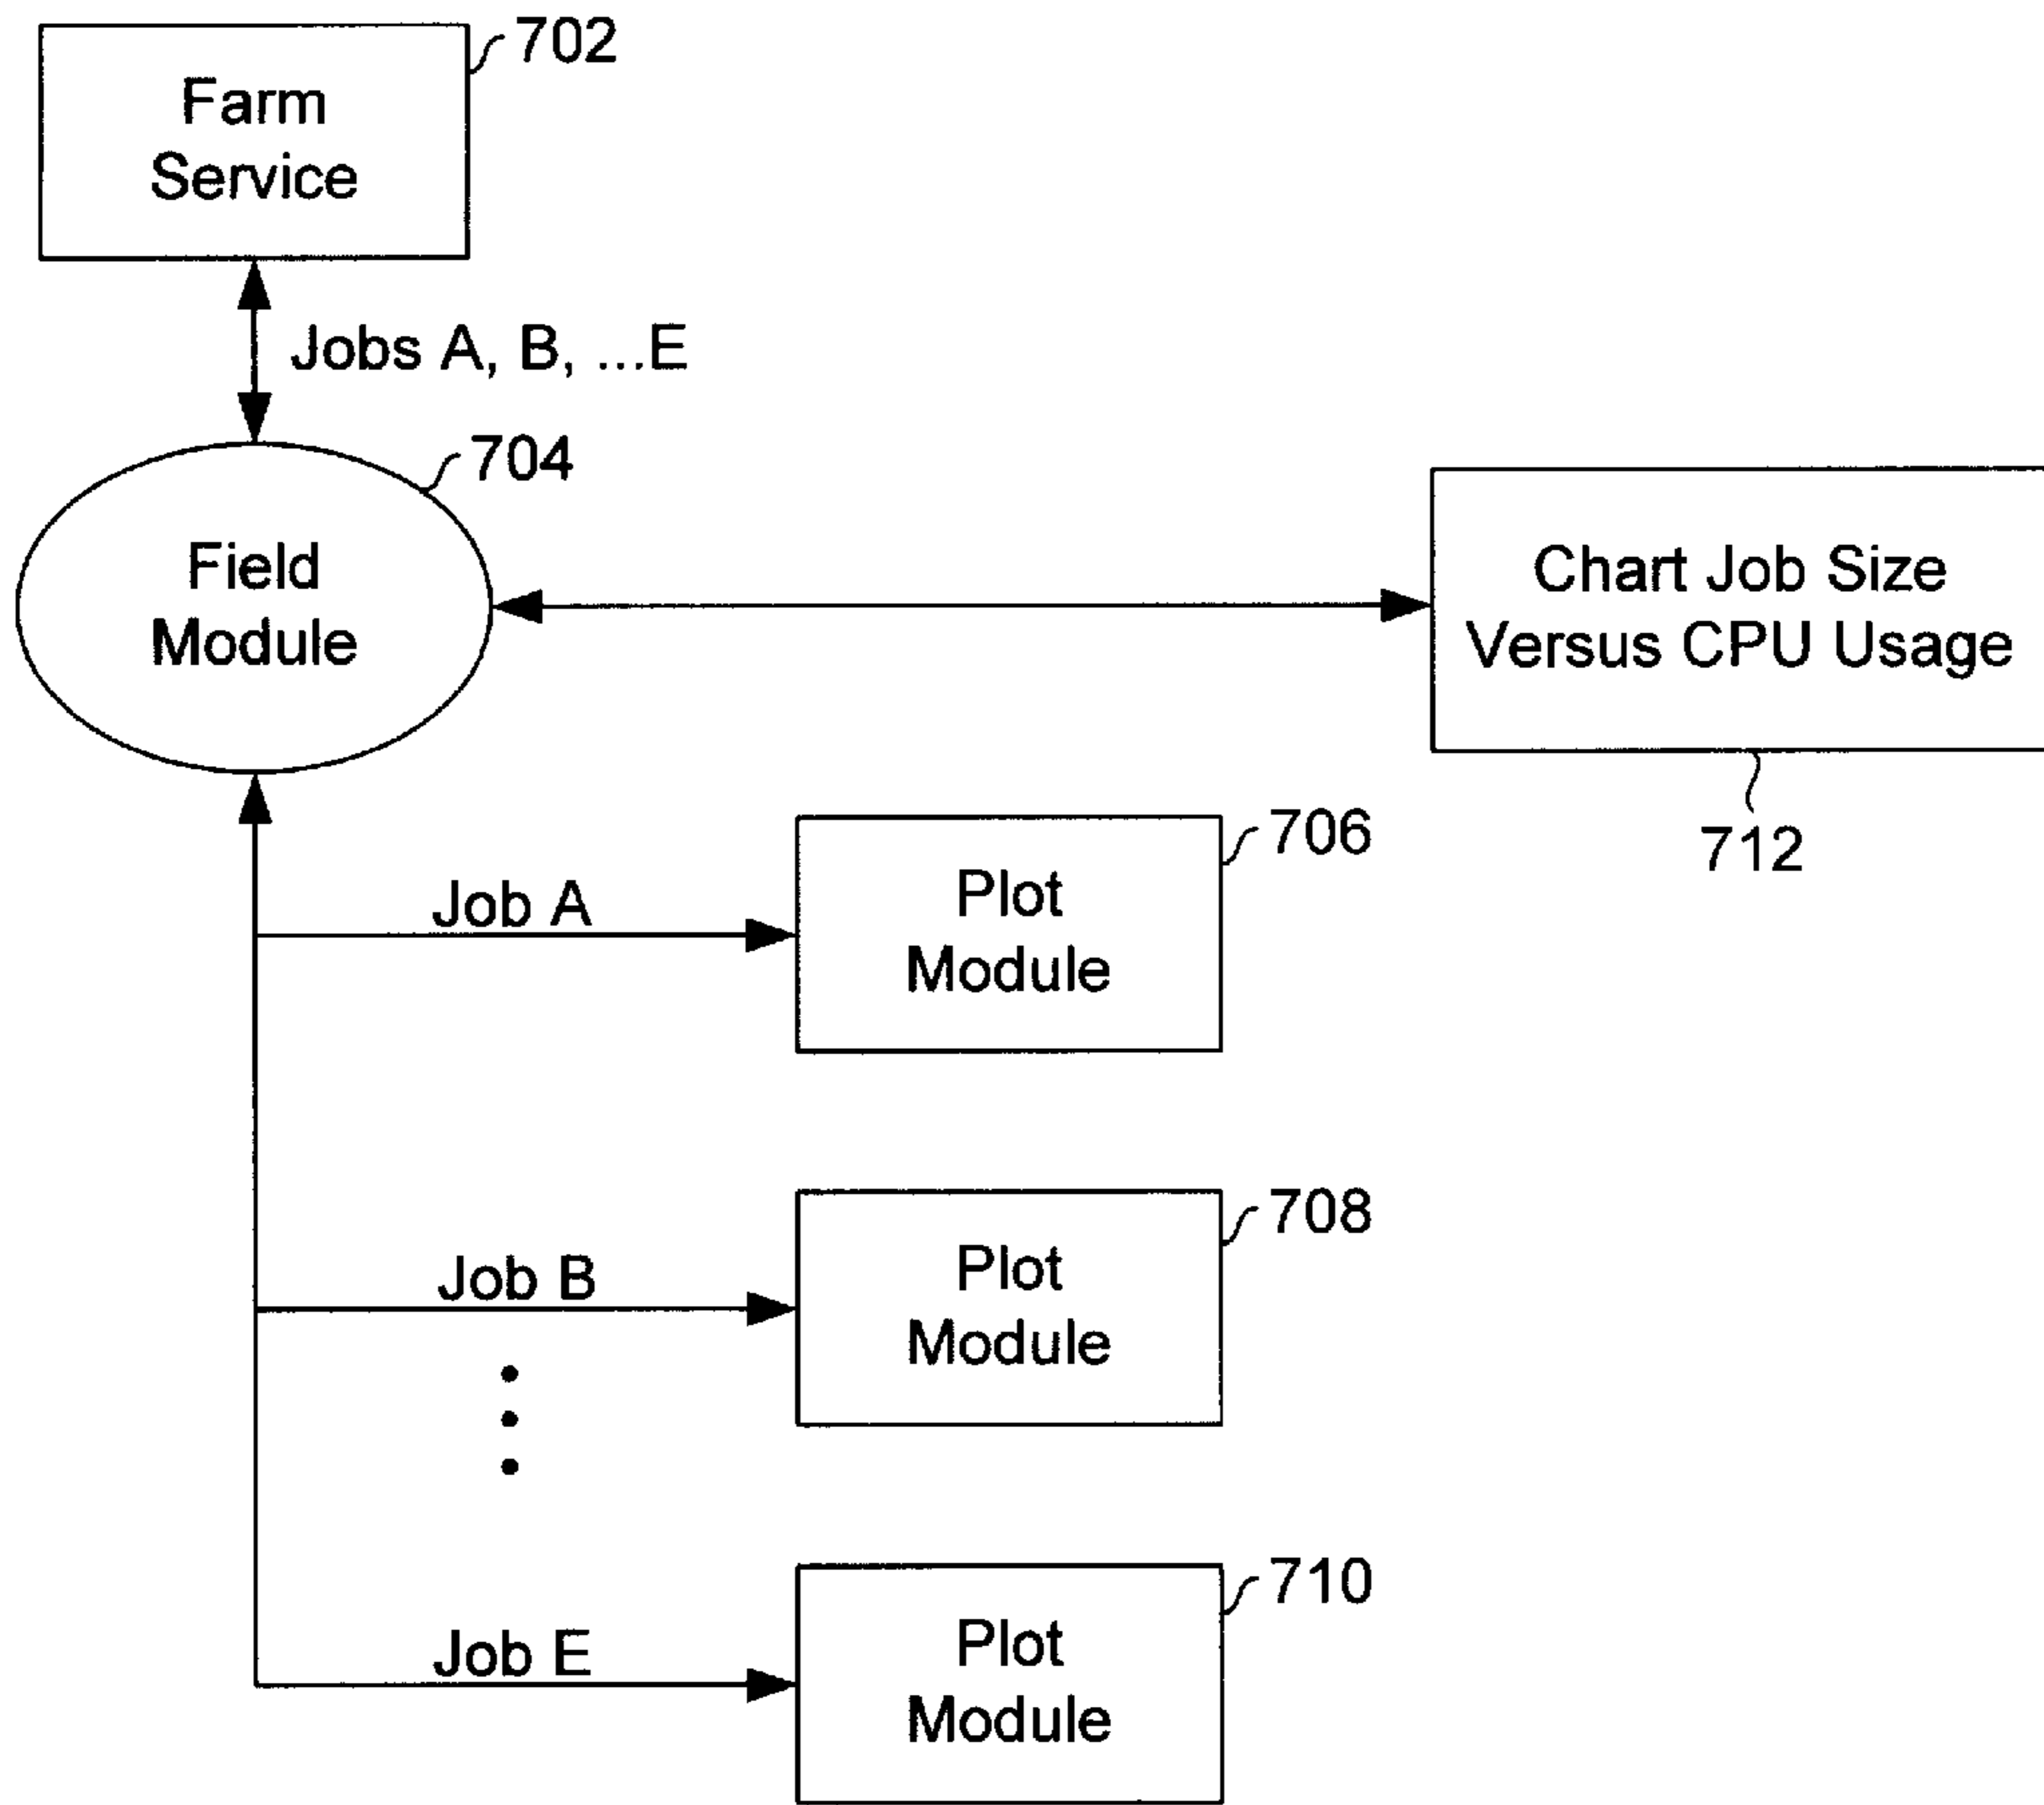 702
Farm
Service
Jobs A, B, ...E
704
Field
Module
Chart Job Size
Versus CPU Usage
712
706
Job A
Plot
Module
708
Job B
Plot
Module
710
Job E
Plot
Module